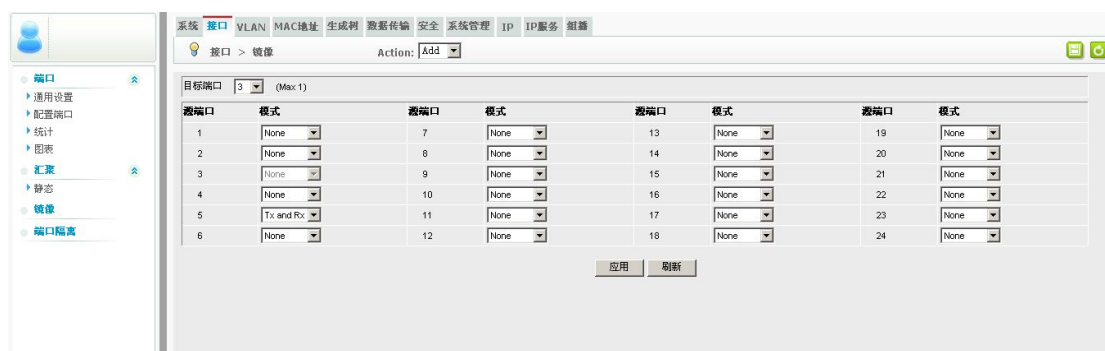 系统 接口 VLAN MAC地址 生成树 数据传输 安全 系统管理 IP IP服务 组播
接口 > 镜像 Action: Add
端口
通用设置
配置端口
统计
图表
汇聚
静态
镜像
端口隔离
目标端口 3 (Max 1)
源端口 模式 源端口 模式 源端口 模式 源端口 模式
1 None 7 None 13 None 19 None
2 None 8 None 14 None 20 None
3 None 9 None 15 None 21 None
4 None 10 None 16 None 22 None
5 Tx and Rx 11 None 17 None 23 None
6 None 12 None 18 None 24 None
应用 刷新